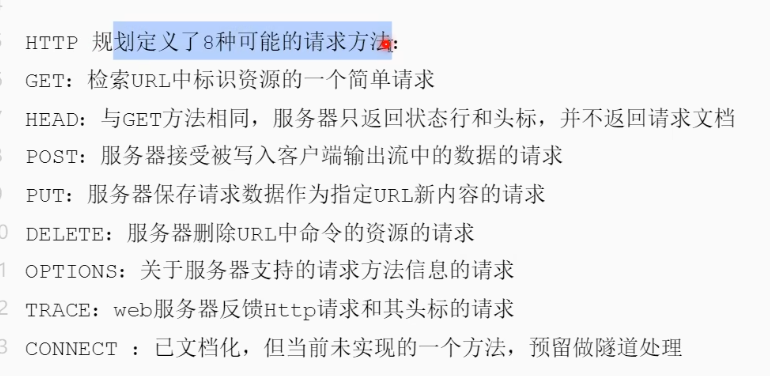 HTTP 规划定义了8种可能的请求方法:
GET: 检索URL中标识资源的一个简单请求
HEAD: 与GET方法相同，服务器只返回状态行和头标，并不返回请求文档
POST: 服务器接受被写入客户端输出流中的数据的请求
PUT: 服务器保存请求数据作为指定URL新内容的请求
DELETE: 服务器删除URL中命令的资源的请求
OPTIONS: 关于服务器支持的请求方法信息的请求
TRACE: web服务器反馈Http请求和其头标的请求
CONNECT : 已文档化，但当前未实现的一个方法，预留做隧道处理